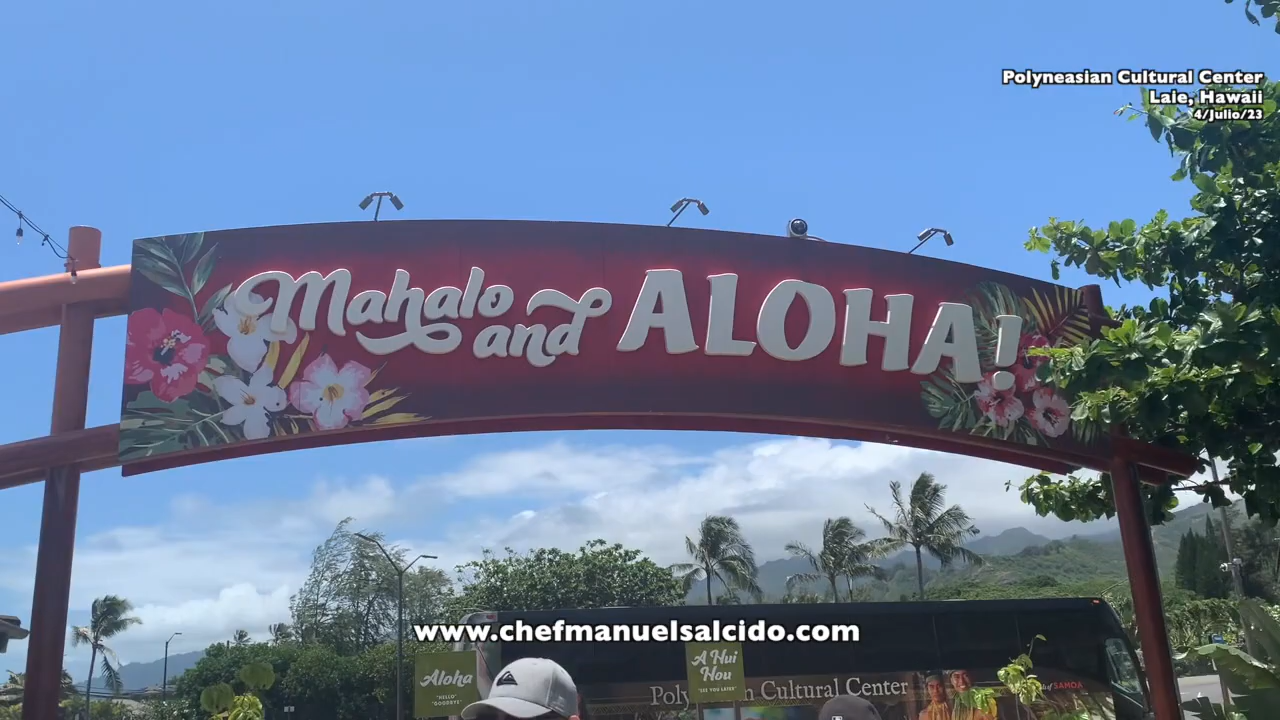 Polyneasian Cultural Center
Laie, Hawaii
4/Julio/23
Mahalo and ALOHA!
www.chefmanuelsalcido.com
Aloha
"HELLO"
"GOODBYE"
A Hui
Hou
"SEE YOU LATER"
Polynesian Cultural Center
of SAMOA